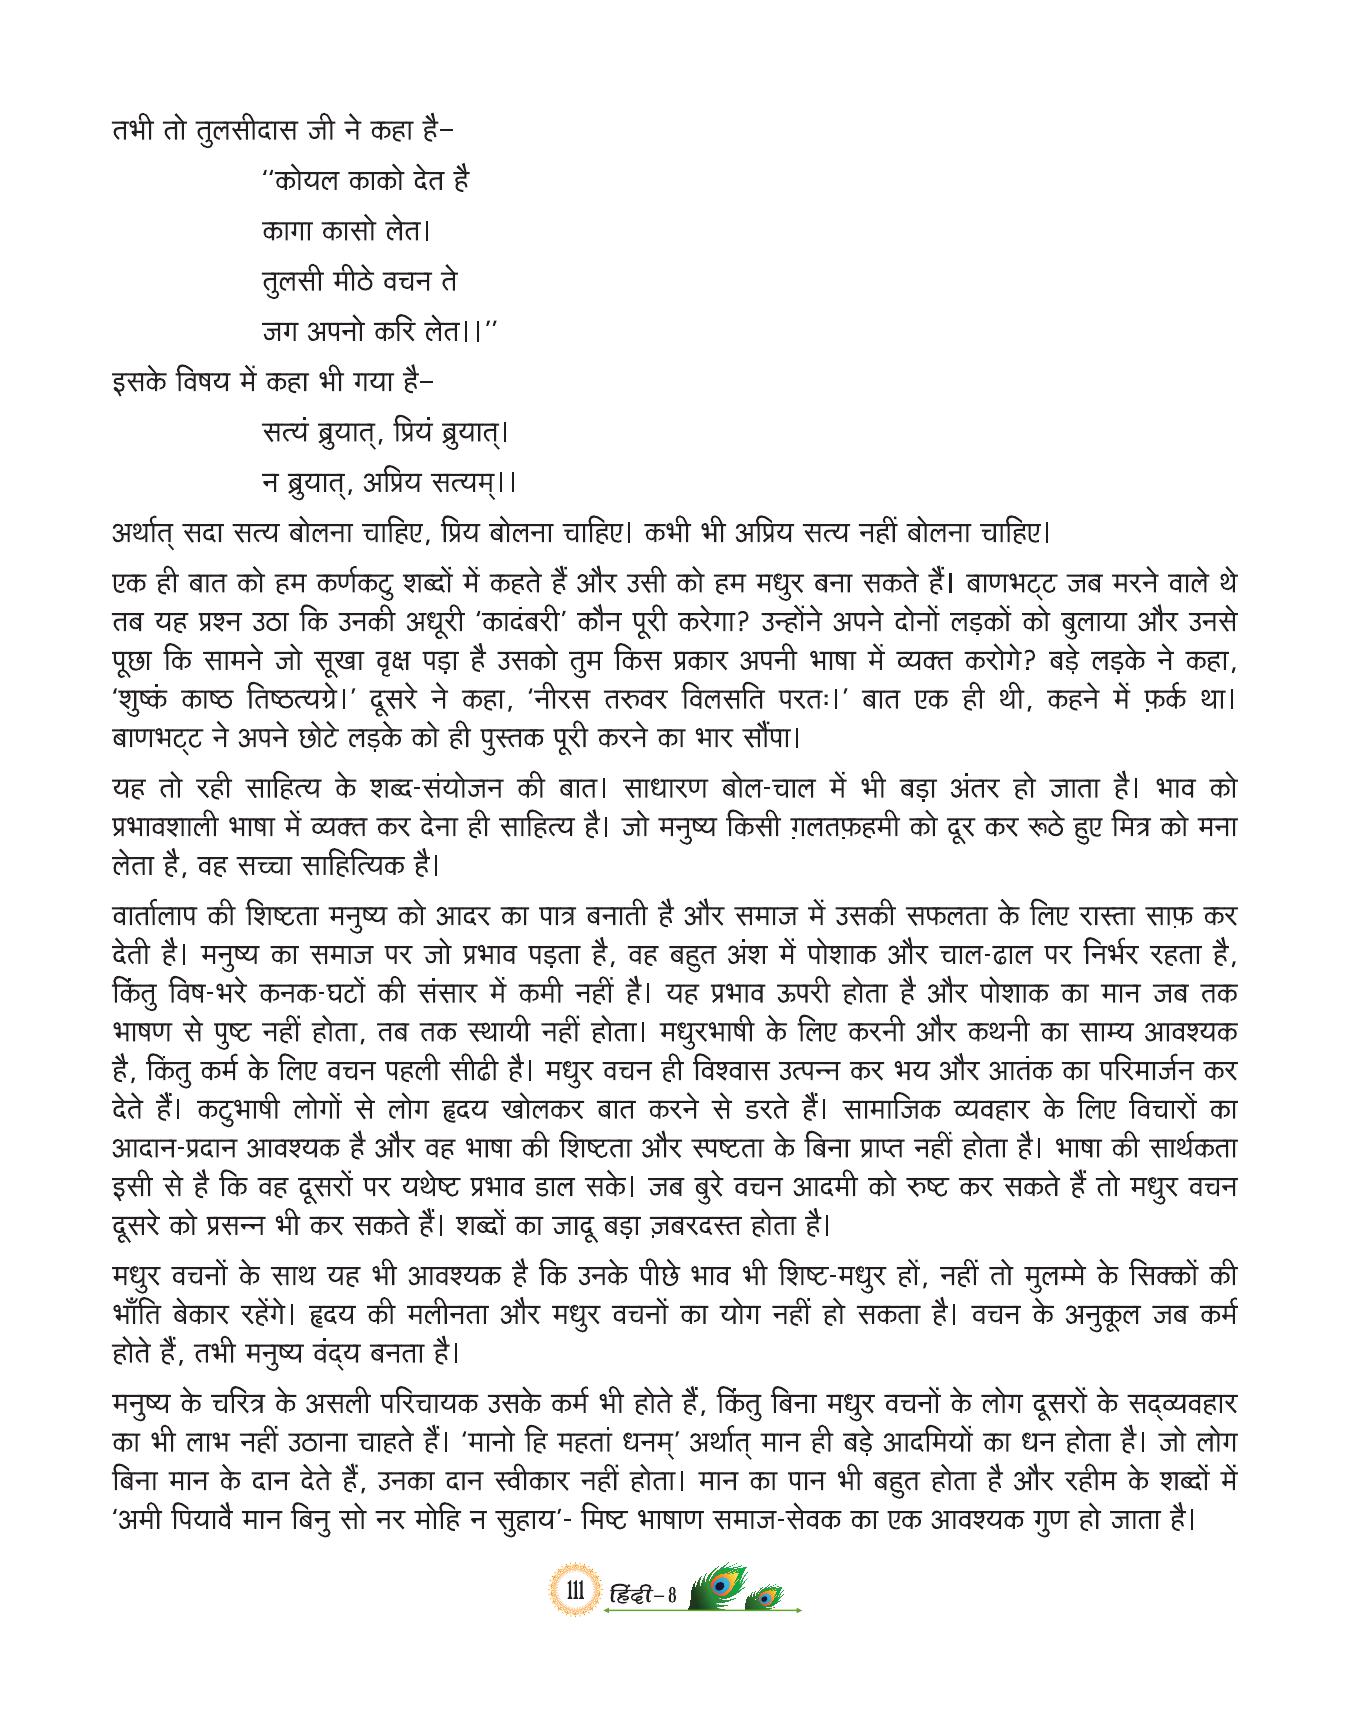 तभी तो तुलसीदास जी ने कहा है–
‘‘कोयल काको देत है
कागा कासो लेत।
तुलसी मीठे वचन ते
जग अपनो करि लेत।।’’
इसके विषय में कहा भी गया है–
सत्यं ब्रुयात्, प्रियं ब्रुयात्।
न ब्रुयात्, अप्रिय सत्यम्।।
अर्थात् सदा सत्य बोलना चाहिए, प्रिय बोलना चाहिए। कभी भी अप्रिय सत्य नहीं बोलना चाहिए।
एक ही बात को हम कर्णकटु शब्दों में कहते हैं और उसी को हम मधुर बना सकते हैं। बाणभट्ट जब मरने वाले थे
तब यह प्रश्न उठा कि उनकी अधूरी ‘कादंबरी’ कौन पूरी करेगा? उन्होंने अपने दोनों लड़कों को बुलाया और उनसे
पूछा कि सामने जो सूखा वृक्ष पड़ा है उसको तुम किस प्रकार अपनी भाषा में व्यक्त करोगे? बड़े लड़के ने कहा,
‘शुष्कं काष्ठ तिष्ठत्यग्रे।’ दूसरे ने कहा, ‘नीरस तरुवर विलसति परतः।’ बात एक ही थी, कहने में फ़र्क था।
बाणभट्ट ने अपने छोटे लड़के को ही पुस्तक पूरी करने का भार सौंपा।
यह तो रही साहित्य के शब्द-संयोजन की बात। साधारण बोल-चाल में भी बड़ा अंतर हो जाता है। भाव को
प्रभावशाली भाषा में व्यक्त कर देना ही साहित्य है। जो मनुष्य किसी ग़लतफ़हमी को दूर कर रूठे हुए मित्र को मना
लेता है, वह सच्चा साहित्यिक है।
वार्तालाप की शिष्टता मनुष्य को आदर का पात्र बनाती है और समाज में उसकी सफलता के लिए रास्ता साफ़ कर
देती है। मनुष्य का समाज पर जो प्रभाव पड़ता है, वह बहुत अंश में पोशाक और चाल-ढाल पर निर्भर रहता है,
किंतु विष-भरे कनक-घटों की संसार में कमी नहीं है। यह प्रभाव ऊपरी होता है और पोशाक का मान जब तक
भाषण से पुष्ट नहीं होता, तब तक स्थायी नहीं होता। मधुरभाषी के लिए करनी और कथनी का साम्य आवश्यक
है, किंतु कर्म के लिए वचन पहली सीढी है। मधुर वचन ही विश्वास उत्पन्न कर भय और आतंक का परिमार्जन कर
देते हैं। कटुभाषी लोगों से लोग हृदय खोलकर बात करने से डरते हैं। सामाजिक व्यवहार के लिए विचारों का
आदान-प्रदान आवश्यक है और वह भाषा की शिष्टता और स्पष्टता के बिना प्राप्त नहीं होता है। भाषा की सार्थकता
इसी से है कि वह दूसरों पर यथेष्ट प्रभाव डाल सके। जब बुरे वचन आदमी को रुष्ट कर सकते हैं तो मधुर वचन
दूसरे को प्रसन्न भी कर सकते हैं। शब्दों का जादू बड़ा ज़बरदस्त होता है।
मधुर वचनों के साथ यह भी आवश्यक है कि उनके पीछे भाव भी शिष्ट-मधुर हों, नहीं तो मुलम्मे के सिक्कों की
भाँति बेकार रहेंगे। हृदय की मलीनता और मधुर वचनों का योग नहीं हो सकता है। वचन के अनुकूल जब कर्म
होते हैं, तभी मनुष्य वंद्य बनता है।
मनुष्य के चरित्र के असली परिचायक उसके कर्म भी होते हैं, किंतु बिना मधुर वचनों के लोग दूसरों के सद्व्यवहार
का भी लाभ नहीं उठाना चाहते हैं। ‘मानो हि महतां धनम्’ अर्थात् मान ही बड़े आदमियों का धन होता है। जो लोग
बिना मान के दान देते हैं, उनका दान स्वीकार नहीं होता। मान का पान भी बहुत होता है और रहीम के शब्दों में
‘अमी पियावै मान बिनु सो नर मोहि न सुहाय’- मिष्ट भाषाण समाज-सेवक का एक आवश्यक गुण हो जाता है।
111 हिंदी–8